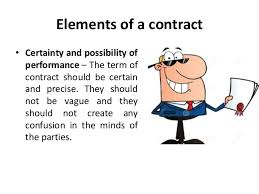 Elements of a contract
• Certainty and possibility of
performance – The term of
contract should be certain
and precise. They should
not be vague and they
should not create any
confusion in the minds of
the parties.